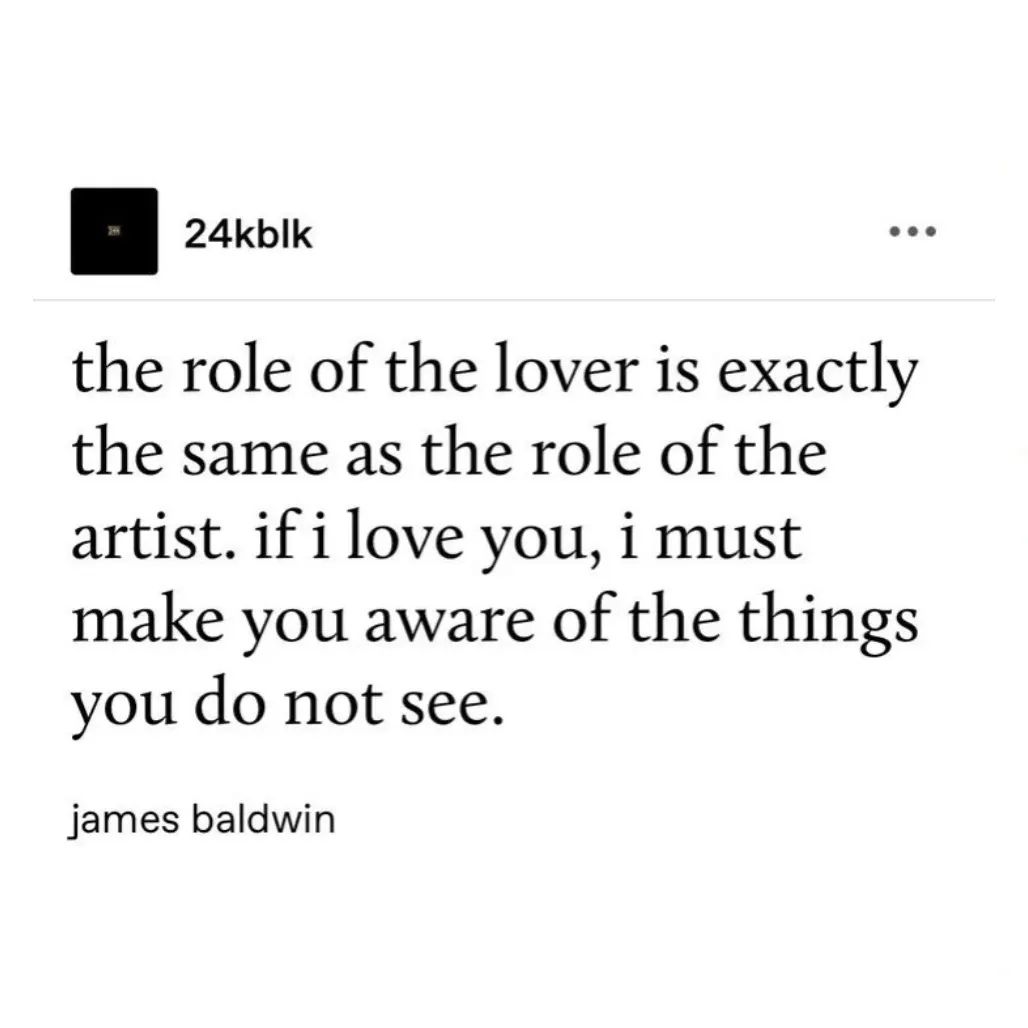 24kblk
the role of the lover is exactly
the same as the role of the
artist. if i love you, i must
make you aware of the things
you do not see.
james baldwin